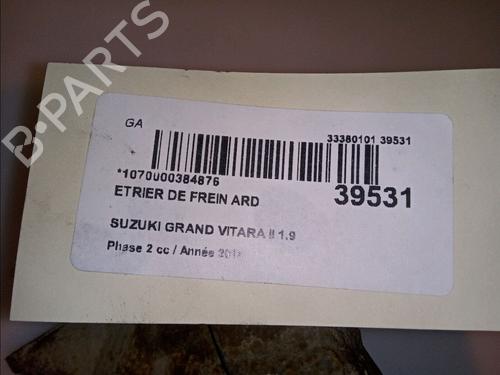 B-PARTS
GA
33380101 39531
*1070000384876
39531
ETRIER DE FREIN ARD
SUZUKI GRAND VITARA II 1.9
Phase 2 cc / Année